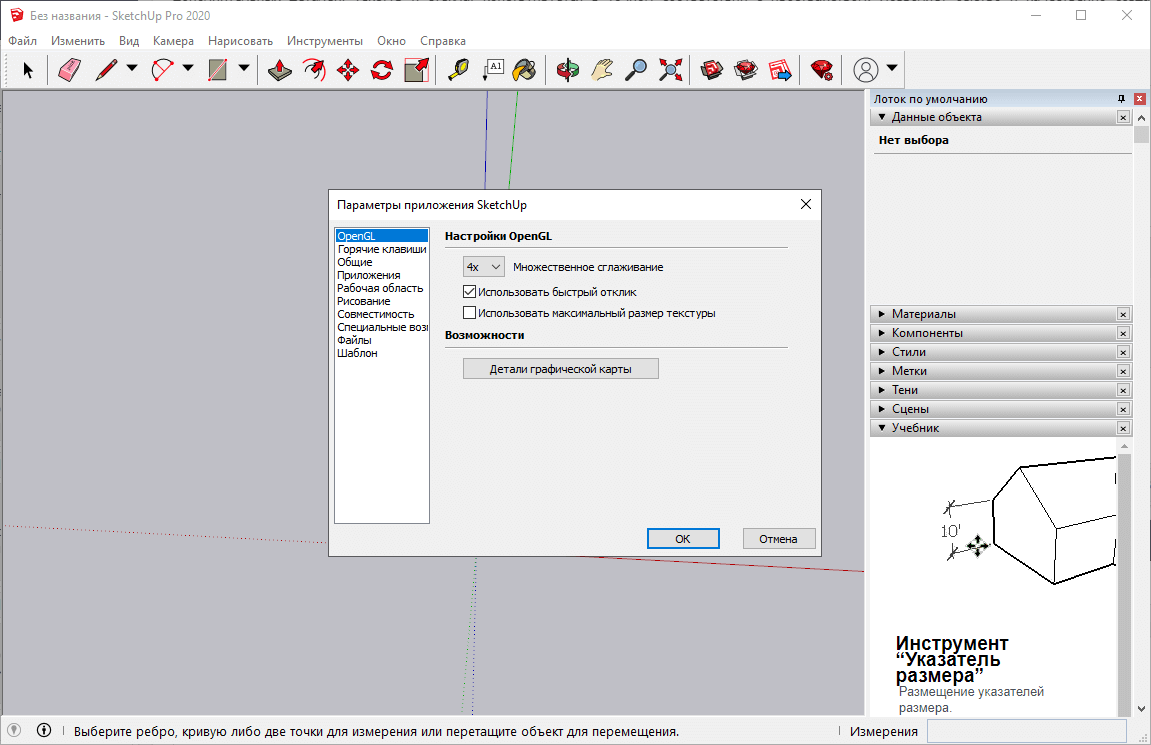 Без названия - SketchUp Pro 2020
Файл Изменить Вид Камера Нарисовать Инструменты Окно Справка
A1
Лоток по умолчанию
Данные объекта
Нет выбора
Параметры приложения SketchUp
OpenGL
Горячие клавиши
Общие
Приложения
Рабочая область
Рисование
Совместимость
Специальные воз
Файлы
Шаблон
Настройки OpenGL
4x Множественное сглаживание
Использовать быстрый отклик
Использовать максимальный размер текстуры
Возможности
Детали графической карты
OK Отмена
Материалы
Компоненты
Стили
Метки
Тени
Сцены
Учебник
10'
Инструмент
“Указатель
размера”
Размещение указателей
размера.
Выберите ребро, кривую либо две точки для измерения или перетащите объект для перемещения.
Измерения